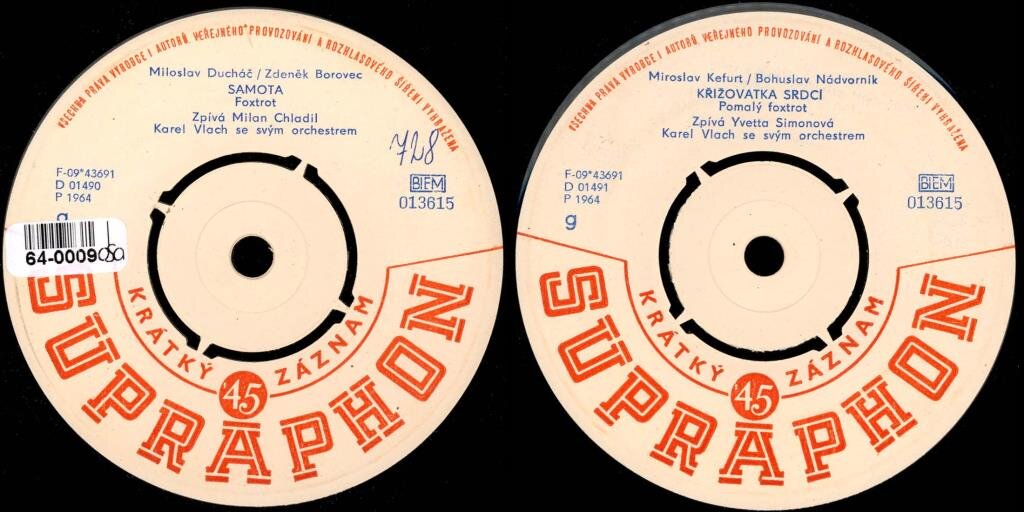 VŠECHNA PRÁVA VÝROBCE I AUTORŮ, VEŘEJNÉHO PROVOZOVÁNÍ A ROZHLASOVÉHO ŠÍŘENÍ VYHRAŽENA
Miloslav Ducháč / Zdeněk Borovec
SAMOTA
Foxtrot
Zpívá Milan Chladil
Karel Vlach se svým orchestrem
728
F-09*43691
D 01490
P 1964
g
BIEM
013615
64-0009
KRÁTKÝ 45 ZÁZNAM
SUPRAPHON
VŠECHNA PRÁVA VÝROBCE I AUTORŮ, VEŘEJNÉHO PROVOZOVÁNÍ A ROZHLASOVÉHO ŠÍŘENÍ VYHRAŽENA
Miroslav Kefurt / Bohuslav Nádvorník
KŘIŽOVATKA SRDCÍ
Pomalý foxtrot
Zpívá Yvetta Simonová
Karel Vlach se svým orchestrem
F-09*43691
D 01491
P 1964
g
BIEM
013615
KRÁTKÝ 45 ZÁZNAM
SUPRAPHON